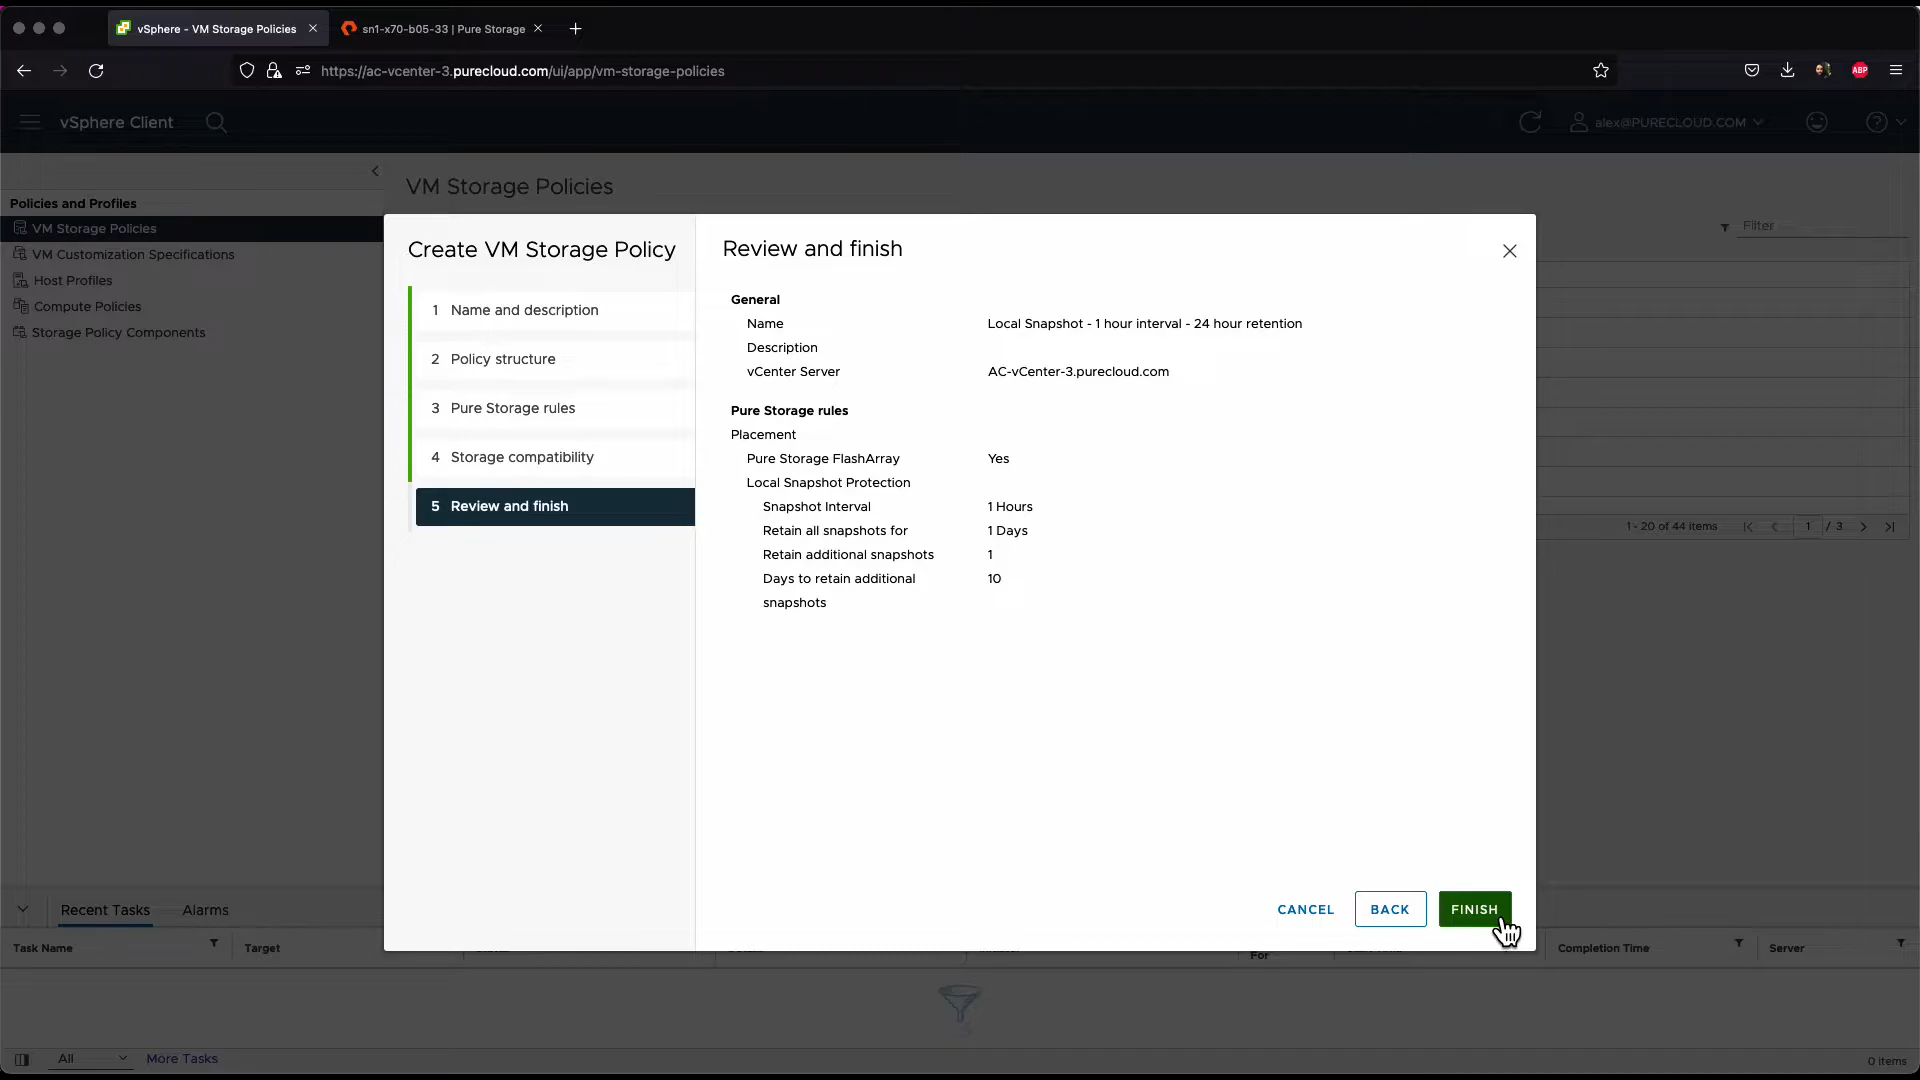 vSphere - VM Storage Policies
sn1-x70-b05-33 | Pure Storage
https://ac-vcenter-3.purecloud.com/ui/app/vm-storage-policies
ABP
vSphere Client
alex@PURECLOUD.COM
VM Storage Policies
Policies and Profiles
VM Storage Policies
VM Customization Specifications
Host Profiles
Compute Policies
Storage Policy Components
Filter
Create VM Storage Policy
1 Name and description
2 Policy structure
3 Pure Storage rules
4 Storage compatibility
5 Review and finish
Review and finish
General
Name Local Snapshot - 1 hour interval - 24 hour retention
Description
vCenter Server AC-vCenter-3.purecloud.com
Pure Storage rules
Placement
Pure Storage FlashArray Yes
Local Snapshot Protection
Snapshot Interval 1 Hours
Retain all snapshots for 1 Days
Retain additional snapshots 1
Days to retain additional 10
snapshots
1 - 20 of 44 items 1 / 3
CANCEL BACK FINISH
Recent Tasks Alarms
Task Name Target For Completion Time Server
All More Tasks 0 items